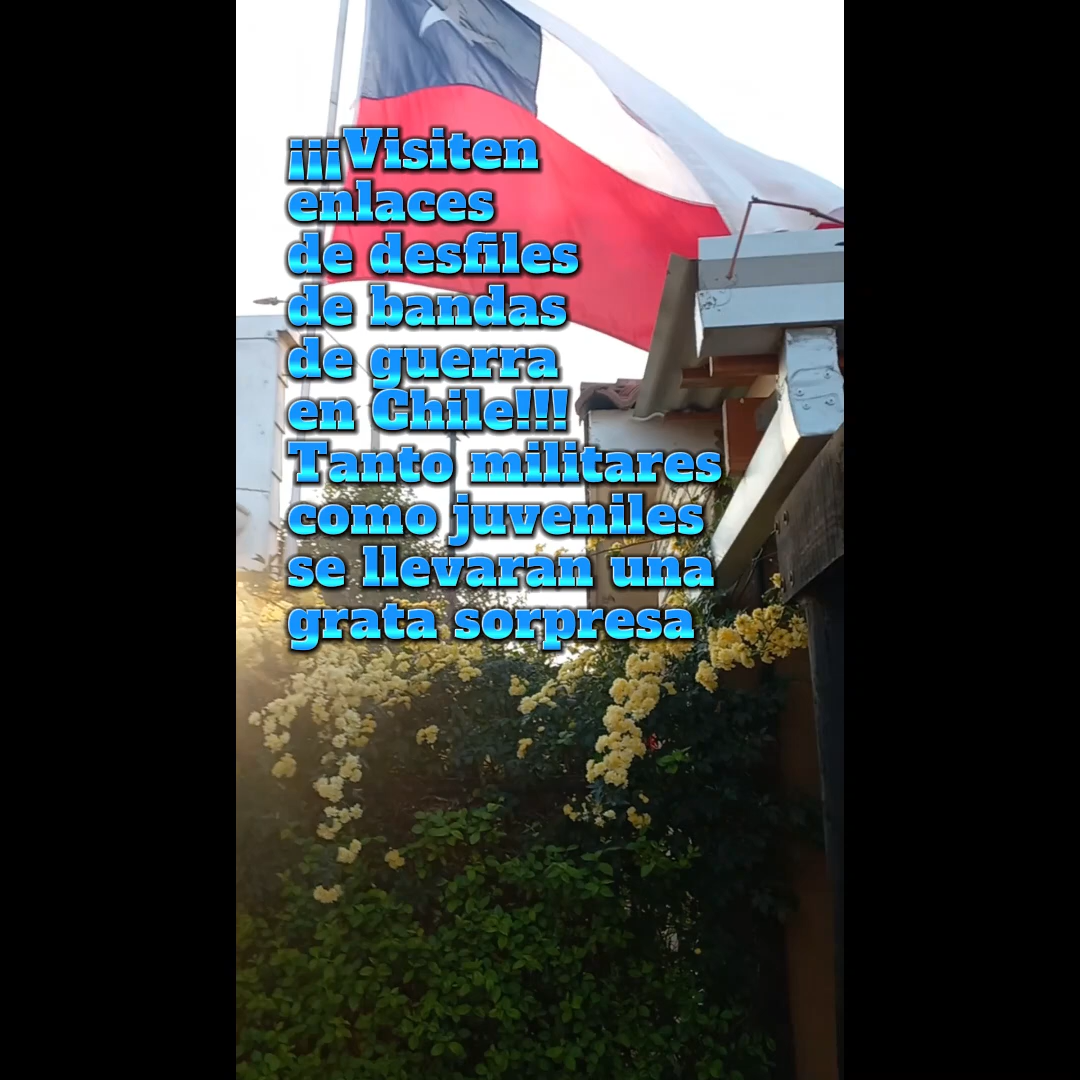 ¡¡¡Visiten
enlaces
de desfiles
de bandas
de guerra
en Chile!!!
Tanto militares
como juveniles
se llevaran una
grata sorpresa